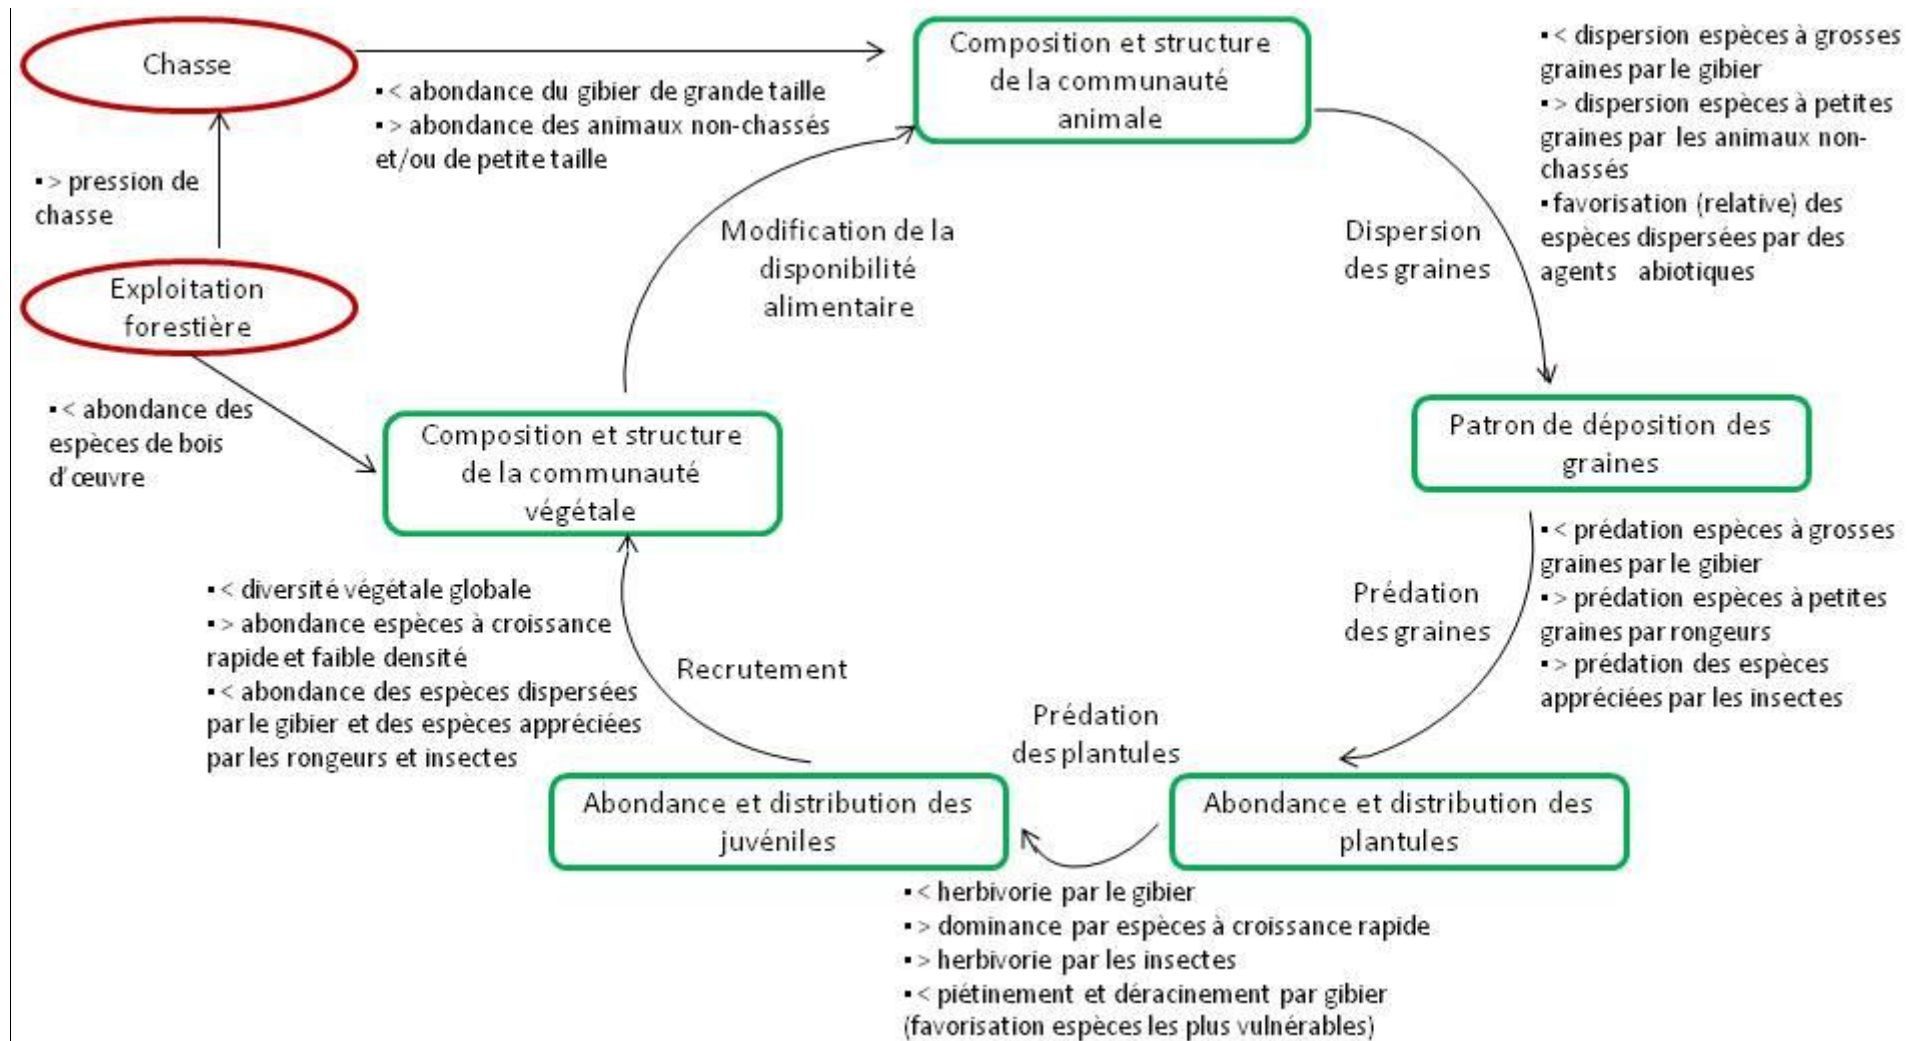 Chasse
▪ > pression de
chasse
Exploitation
forestière
▪ < abondance des
espèces de bois
d'œuvre
▪ < abondance du gibier de grande taille
▪ > abondance des animaux non-chassés
et/ou de petite taille
Composition et structure
de la communauté
animale
Modification de la
disponibilité
alimentaire
Dispersion
des graines
▪ < dispersion espèces à grosses
graines par le gibier
▪ > dispersion espèces à petites
graines par les animaux non-
chassés
▪ favorisation (relative) des
espèces dispersées par des
agents abiotiques
Patron de déposition des
graines
Prédation
des graines
▪ < prédation espèces à grosses
graines par le gibier
▪ > prédation espèces à petites
graines par rongeurs
▪ > prédation des espèces
appréciées par les insectes
Abondance et distribution des
plantules
Prédation
des plantules
▪ < herbivorie par le gibier
▪ > dominance par espèces à croissance rapide
▪ > herbivorie par les insectes
▪ < piétinement et déracinement par gibier
(favorisation espèces les plus vulnérables)
Abondance et distribution des
juvéniles
Recrutement
▪ < diversité végétale globale
▪ > abondance espèces à croissance
rapide et faible densité
▪ < abondance des espèces dispersées
par le gibier et des espèces appréciées
par les rongeurs et insectes
Composition et structure
de la communauté
végétale